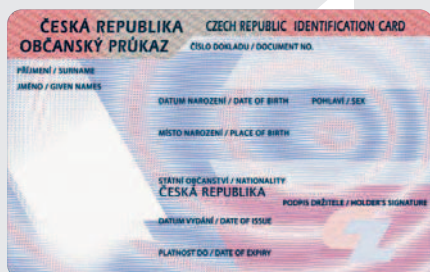 ČESKÁ REPUBLIKA CZECH REPUBLIC IDENTIFICATION CARD
OBČANSKÝ PRŮKAZ ČÍSLO DOKLADU / DOCUMENT NO.
PŘÍJMENÍ / SURNAME
JMÉNO / GIVEN NAMES
DATUM NAROZENÍ / DATE OF BIRTH POHLAVÍ / SEX
MÍSTO NAROZENÍ / PLACE OF BIRTH
STÁTNÍ OBČANSTVÍ / NATIONALITY
ČESKÁ REPUBLIKA
PODPIS DRŽITELE / HOLDER'S SIGNATURE
DATUM VYDÁNÍ / DATE OF ISSUE
PLATNOST DO / DATE OF EXPIRY
CZ